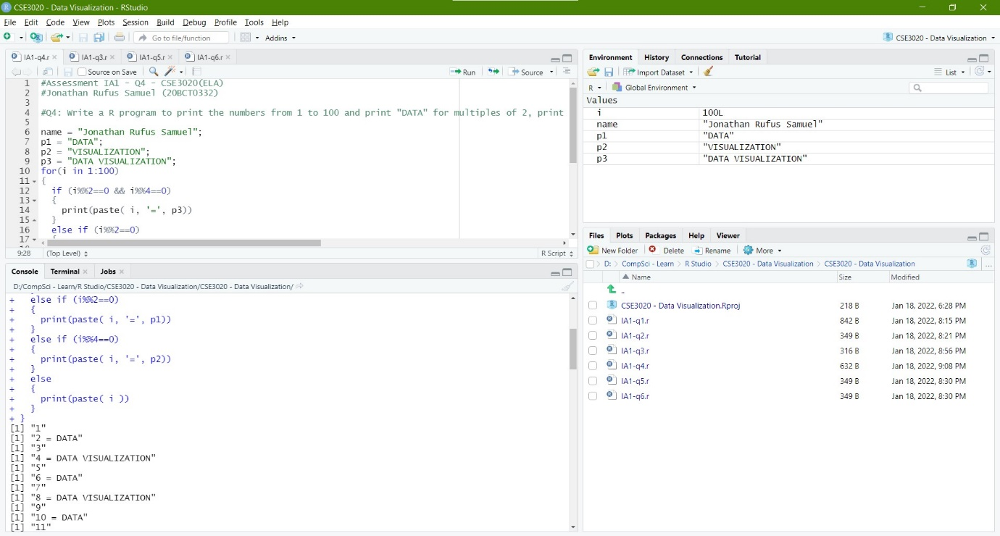 CSE3020 - Data Visualization - RStudio
File Edit Code View Plots Session Build Debug Profile Tools Help
Go to file/function Addins CSE3020 - Data Visualization
IA1-q4.r IA1-q3.r IA1-q5.r IA1-q6.r
Source on Save Run Source
1 #Assessment IA1 - Q4 - CSE3020(ELA)
2 #Jonathan Rufus Samuel (20BCT0332)
3
4 #Q4: Write a R program to print the numbers from 1 to 100 and print "DATA" for multiples of 2, print
5
6 name = "Jonathan Rufus Samuel";
7 p1 = "DATA";
8 p2 = "VISUALIZATION";
9 p3 = "DATA VISUALIZATION";
10 for(i in 1:100)
11 {
12 if (i%%2==0 && i%%4==0)
13 {
14 print(paste( i, '=', p3))
15 }
16 else if (i%%2==0)
17 {
9:28 (Top Level) R Script
Console Terminal Jobs
D:/CompSci - Learn/R Studio/CSE3020 - Data Visualization/CSE3020 - Data Visualization/
+ else if (i%%2==0)
+ {
+ print(paste( i, '=', p1))
+ }
+ else if (i%%4==0)
+ {
+ print(paste( i, '=', p2))
+ }
+ else
+ {
+ print(paste( i ))
+ }
+ }
[1] "1"
[1] "2 = DATA"
[1] "3"
[1] "4 = DATA VISUALIZATION"
[1] "5"
[1] "6 = DATA"
[1] "7"
[1] "8 = DATA VISUALIZATION"
[1] "9"
[1] "10 = DATA"
[1] "11"
Environment History Connections Tutorial
Import Dataset List
R Global Environment
Values
i 100L
name "Jonathan Rufus Samuel"
p1 "DATA"
p2 "VISUALIZATION"
p3 "DATA VISUALIZATION"
Files Plots Packages Help Viewer
New Folder Delete Rename More
D: CompSci - Learn R Studio CSE3020 - Data Visualization CSE3020 - Data Visualization ...
Name Size Modified
..
CSE3020 - Data Visualization.Rproj 218 B Jan 18, 2022, 6:28 PM
IA1-q1.r 842 B Jan 18, 2022, 8:15 PM
IA1-q2.r 349 B Jan 18, 2022, 8:21 PM
IA1-q3.r 316 B Jan 18, 2022, 8:56 PM
IA1-q4.r 632 B Jan 18, 2022, 9:08 PM
IA1-q5.r 349 B Jan 18, 2022, 8:30 PM
IA1-q6.r 349 B Jan 18, 2022, 8:30 PM